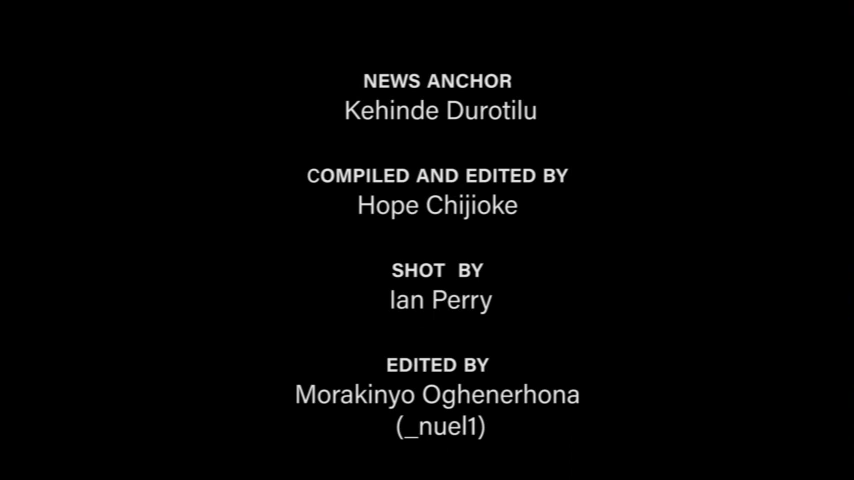 NEWS ANCHOR
Kehinde Durotilu
COMPILED AND EDITED BY
Hope Chijioke
SHOT BY
Ian Perry
EDITED BY
Morakinyo Oghenerhona
(_nuel1)